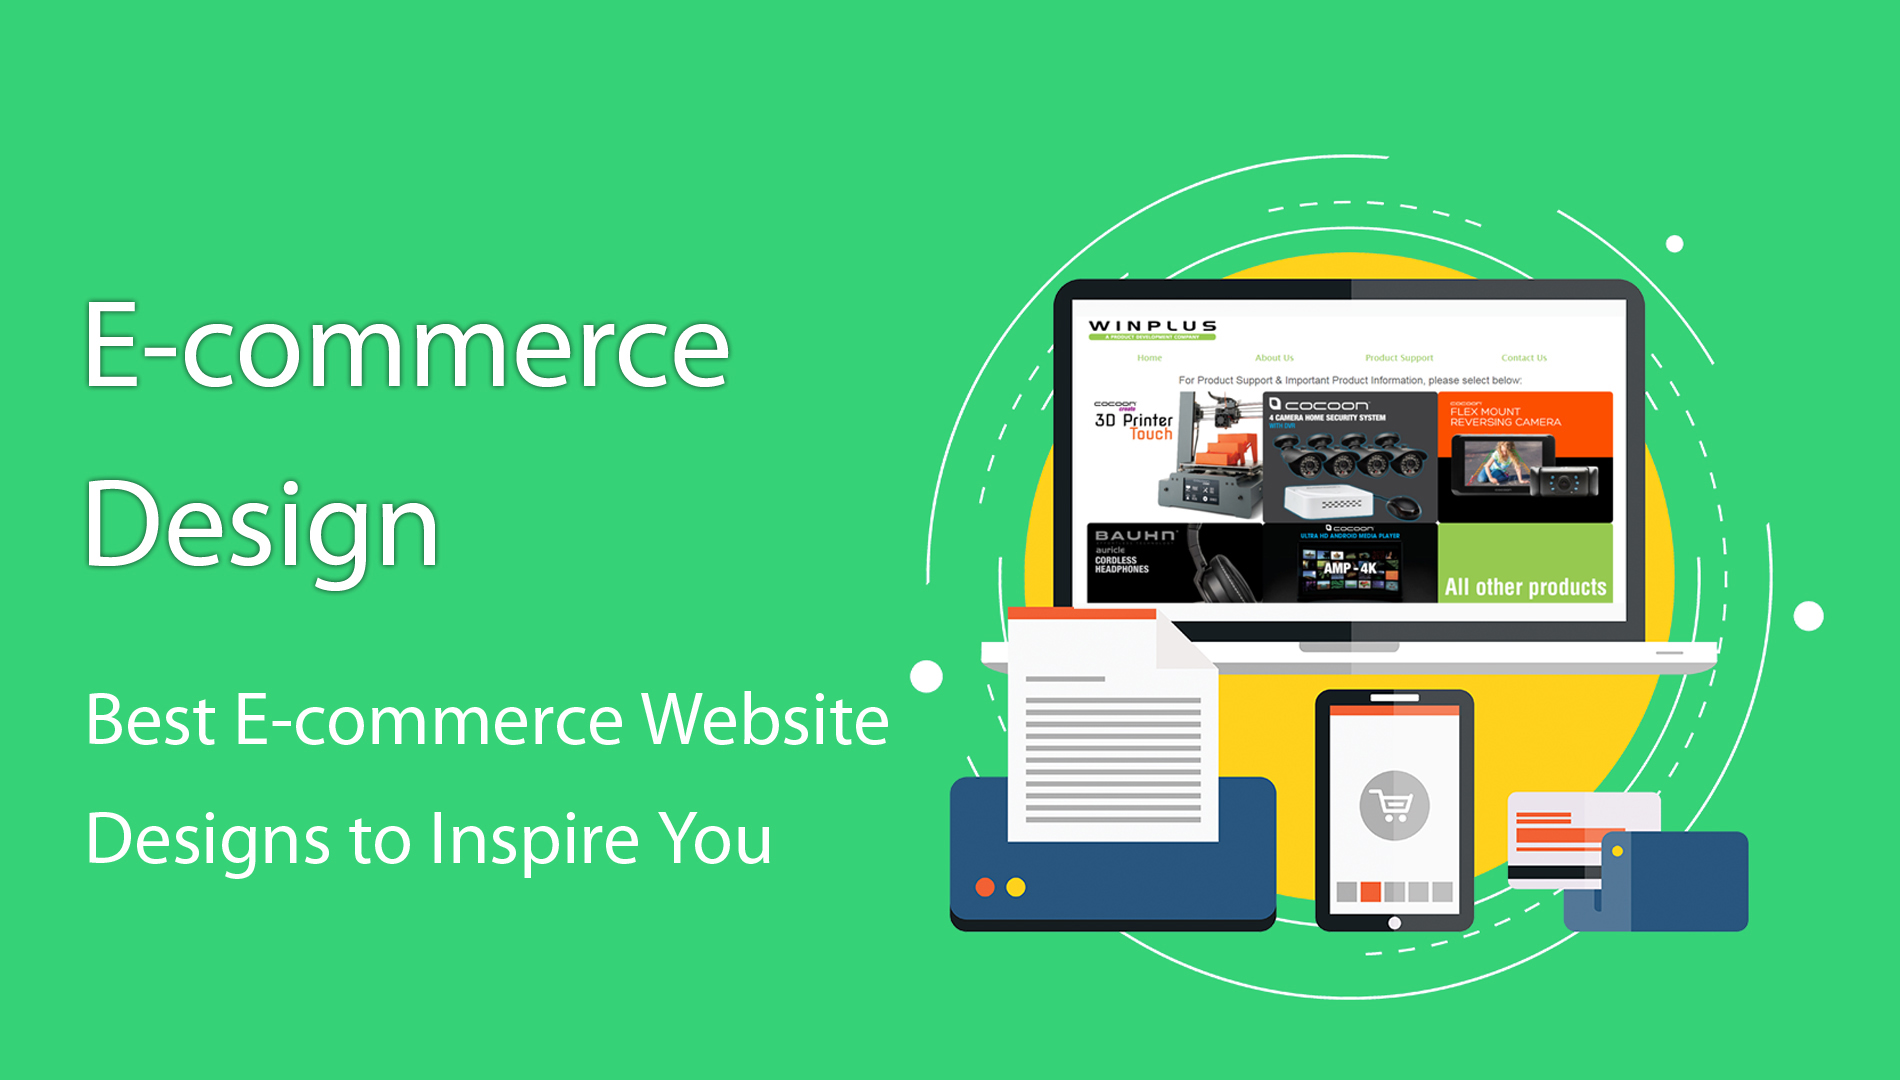 E-commerce
Design
Best E-commerce Website
Designs to Inspire You
WINPLUS
A PRODUCT DEVELOPMENT COMPANY
Home About Us Product Support Contact Us
For Product Support & Important Product Information, please select below:
COCOON
create
3D Printer
Touch
COCOON
4 CAMERA HOME SECURITY SYSTEM
WITH DVR
COCOON
FLEX MOUNT
REVERSING CAMERA
BAUHN
auricle
CORDLESS
HEADPHONES
COCOON
ULTRA HD ANDROID MEDIA PLAYER
AMP - 4K
All other products